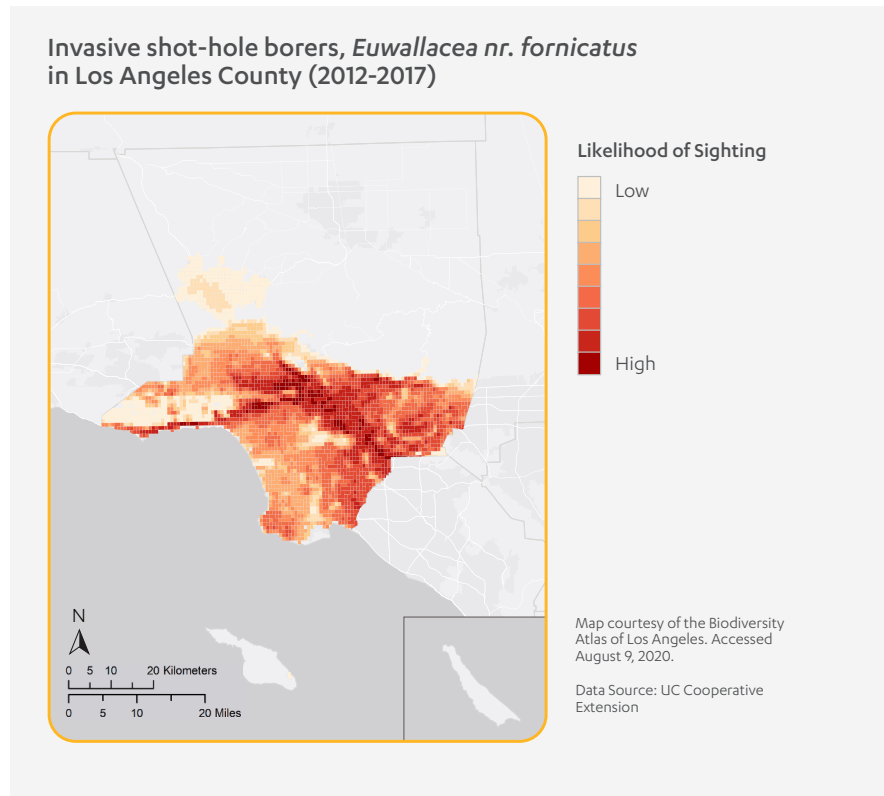 Invasive shot-hole borers, Euwallacea nr. fornicatus
in Los Angeles County (2012-2017)
Likelihood of Sighting
Low
High
N
0 5 10 20 Kilometers
0 5 10 20 Miles
Map courtesy of the Biodiversity
Atlas of Los Angeles. Accessed
August 9, 2020.
Data Source: UC Cooperative
Extension